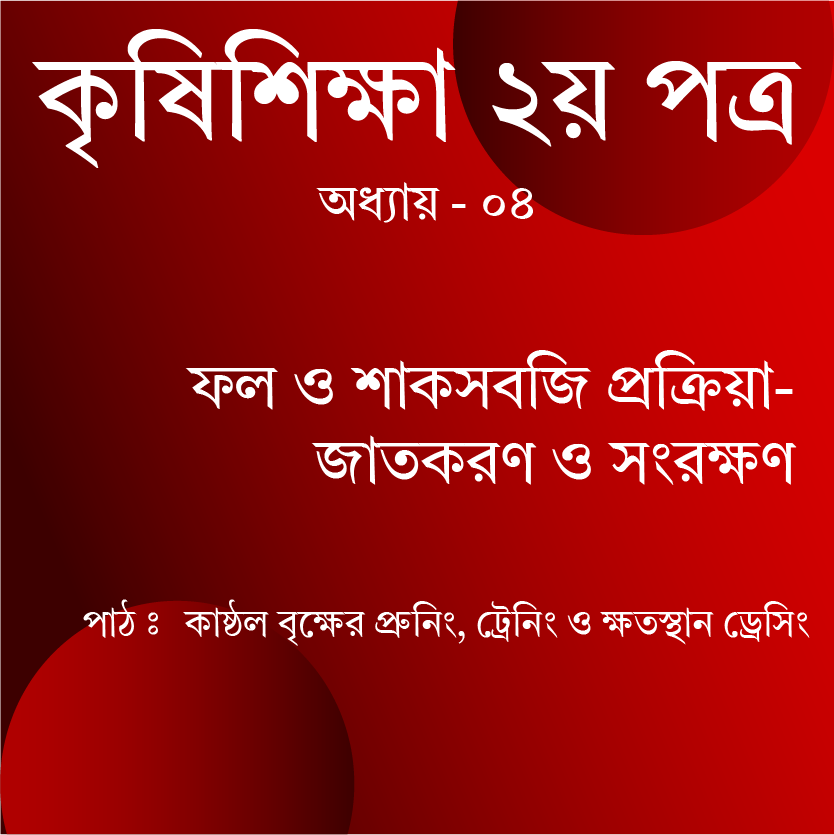 কৃষিশিক্ষা ২য় পত্র
অধ্যায় - ০৪
ফল ও শাকসবজি প্রক্রিয়া-
জাতকরণ ও সংরক্ষণ
পাঠ ঃ কাষ্ঠল বৃক্ষের প্রুনিং, ট্রেনিং ও ক্ষতস্থান ড্রেসিং